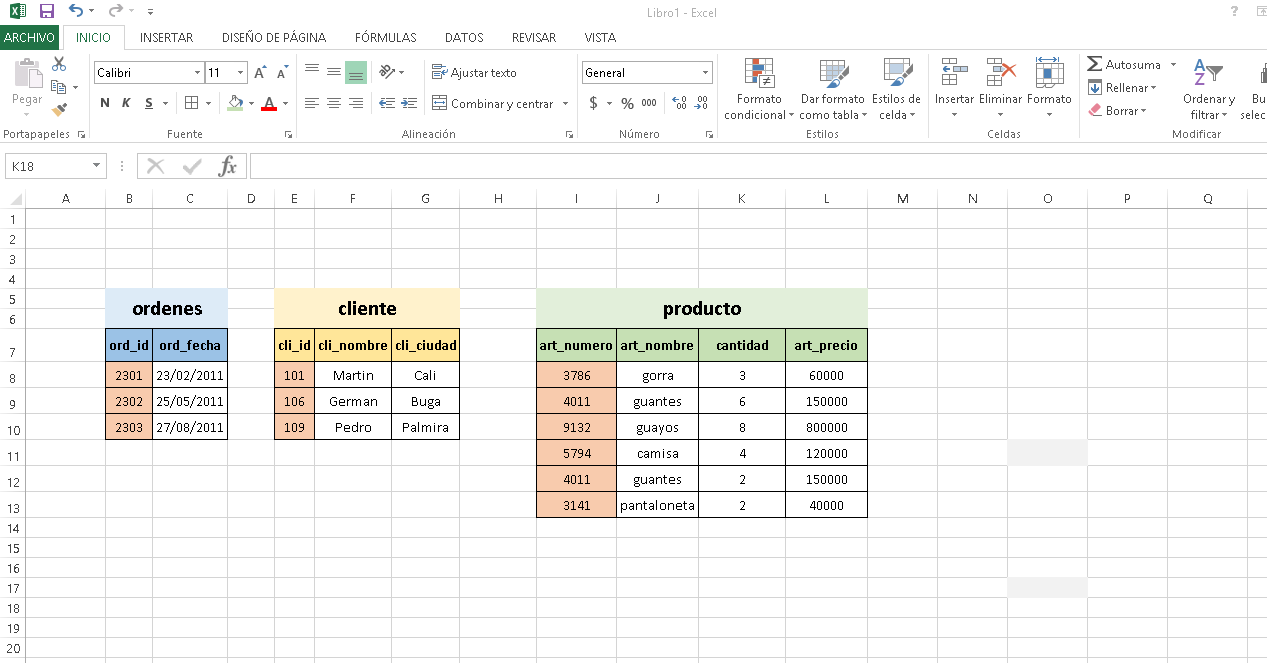 Libro1 - Excel
ARCHIVO INICIO INSERTAR DISEÑO DE PÁGINA FÓRMULAS DATOS REVISAR VISTA
Pegar
Portapapeles
Calibri 11
N K S
Fuente
Ajustar texto
Combinar y centrar
Alineación
General
$ % 000
Número
Formato condicional
Dar formato como tabla
Estilos de celda
Estilos
Insertar Eliminar Formato
Celdas
Autosuma
Rellenar
Borrar
Ordenar y filtrar
Modificar
K18
fx
A B C D E F G H I J K L M N O P Q
1
2
3
4
5
ordenes cliente producto
6
7 ord_id ord_fecha cli_id cli_nombre cli_ciudad art_numero art_nombre cantidad art_precio
8 2301 23/02/2011 101 Martin Cali 3786 gorra 3 60000
9 2302 25/05/2011 106 German Buga 4011 guantes 6 150000
10 2303 27/08/2011 109 Pedro Palmira 9132 guayos 8 800000
11 5794 camisa 4 120000
12 4011 guantes 2 150000
13 3141 pantaloneta 2 40000
14
15
16
17
18
19
20